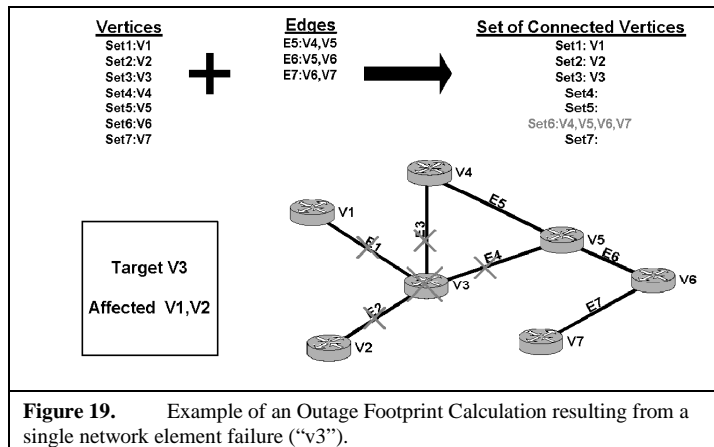 Vertices
Set1:V1
Set2:V2
Set3:V3
Set4:V4
Set5:V5
Set6:V6
Set7:V7
Edges
E5:V4,V5
E6:V5,V6
E7:V6,V7
Set of Connected Vertices
Set1: V1
Set2: V2
Set3: V3
Set4:
Set5:
Set6:V4,V5,V6,V7
Set7:
V4
V1
E5
E3
E1
V5
E4
E6
V3
V6
E2
E7
V2
V7
Target V3
Affected V1,V2
Figure 19. Example of an Outage Footprint Calculation resulting from a
single network element failure (“v3”).